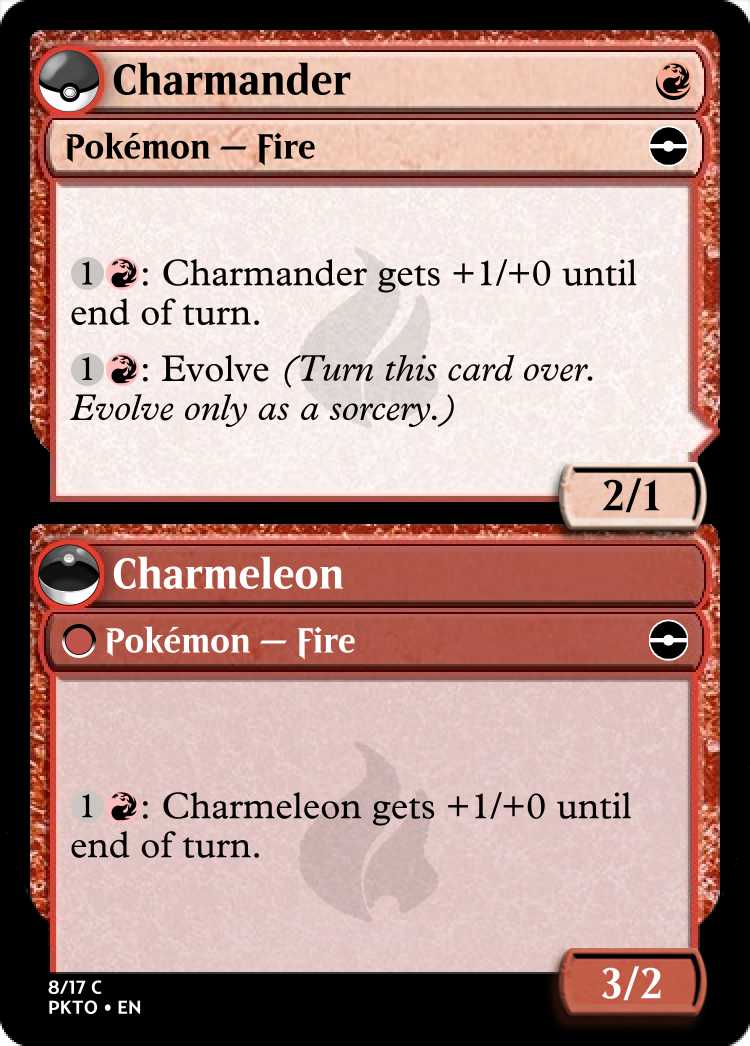 Charmander
Pokémon — Fire
1: Charmander gets +1/+0 until
end of turn.
1: Evolve (Turn this card over.
Evolve only as a sorcery.)
2/1
Charmeleon
Pokémon — Fire
1: Charmeleon gets +1/+0 until
end of turn.
3/2
8/17 C
PKTO • EN